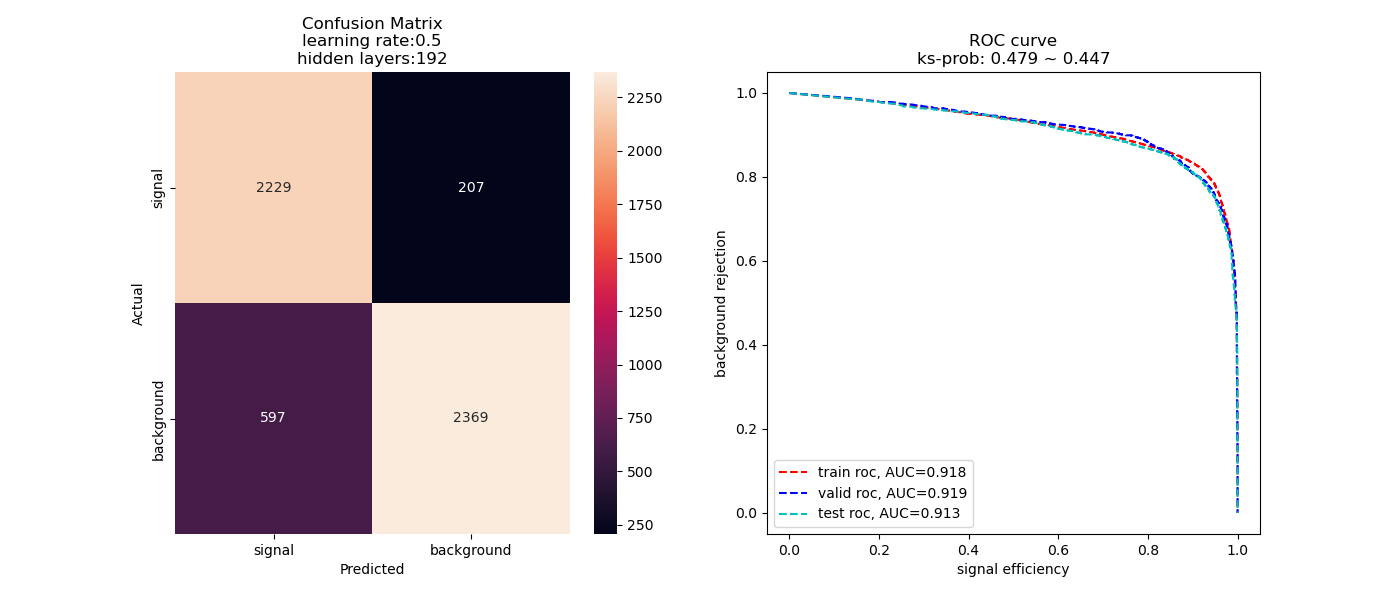 Confusion Matrix
learning rate:0.5
hidden layers:192
signal
background
Actual
2229
207
597
2369
signal
background
Predicted
2250
2000
1750
1500
1250
1000
750
500
250
ROC curve
ks-prob: 0.479 ~ 0.447
background rejection
1.0
0.8
0.6
0.4
0.2
0.0
train roc, AUC=0.918
valid roc, AUC=0.919
test roc, AUC=0.913
0.0
0.2
0.4
0.6
0.8
1.0
signal efficiency